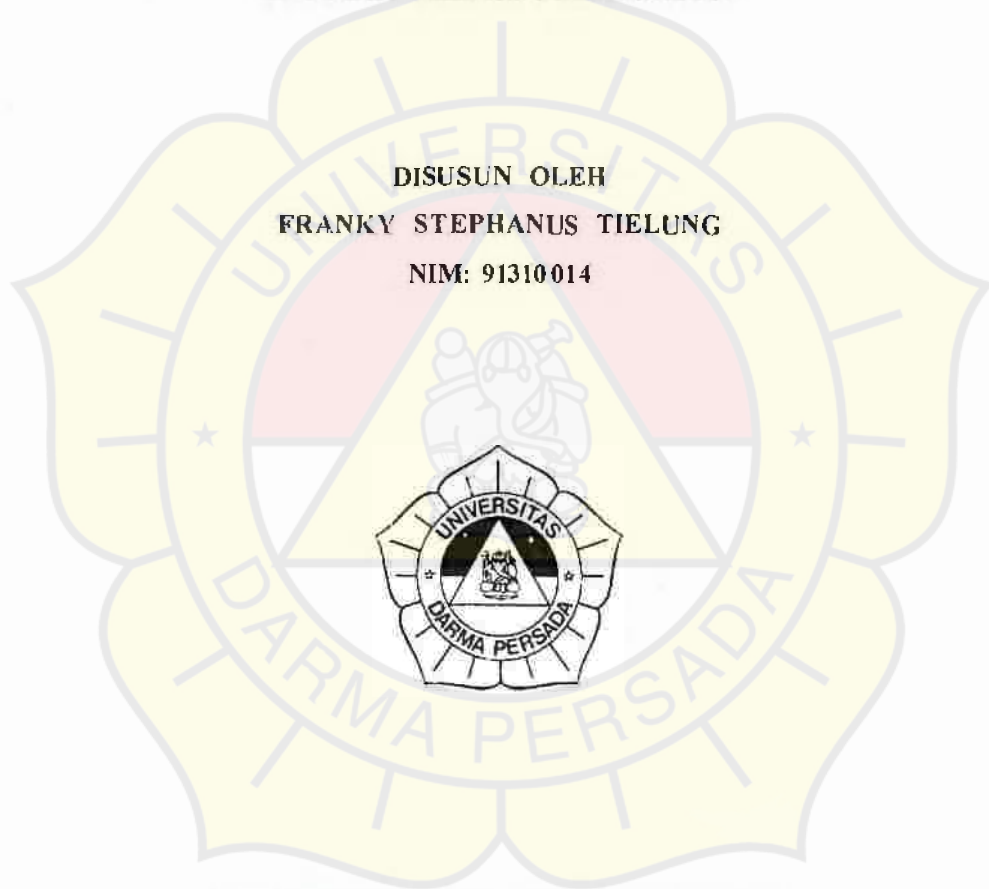 DISUSUN OLEH
FRANKY STEPHANUS TIELUNG
NIM: 91310014
UNIVERSITAS
DARMA PERSADA
UNIVERSITAS
DARMA PERSADA